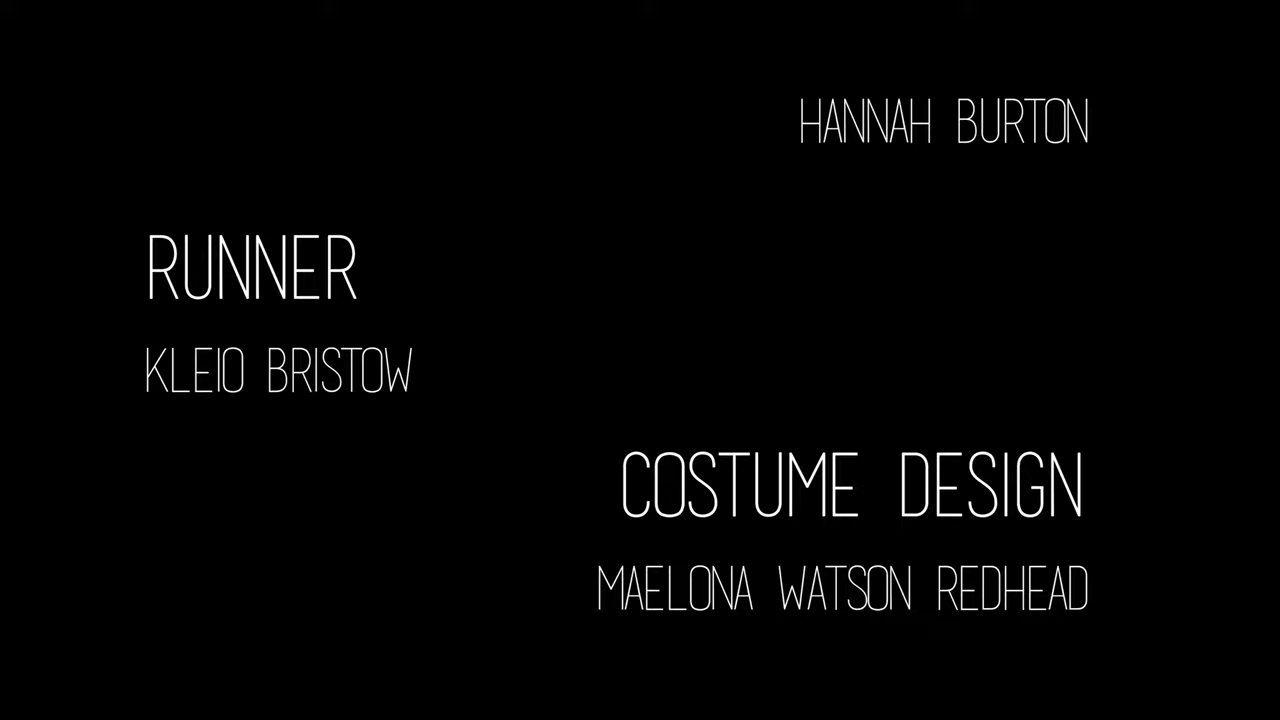 HANNAH BURTON
RUNNER
KLEIO BRISTOW
COSTUME DESIGN
MAELONA WATSON REDHEAD